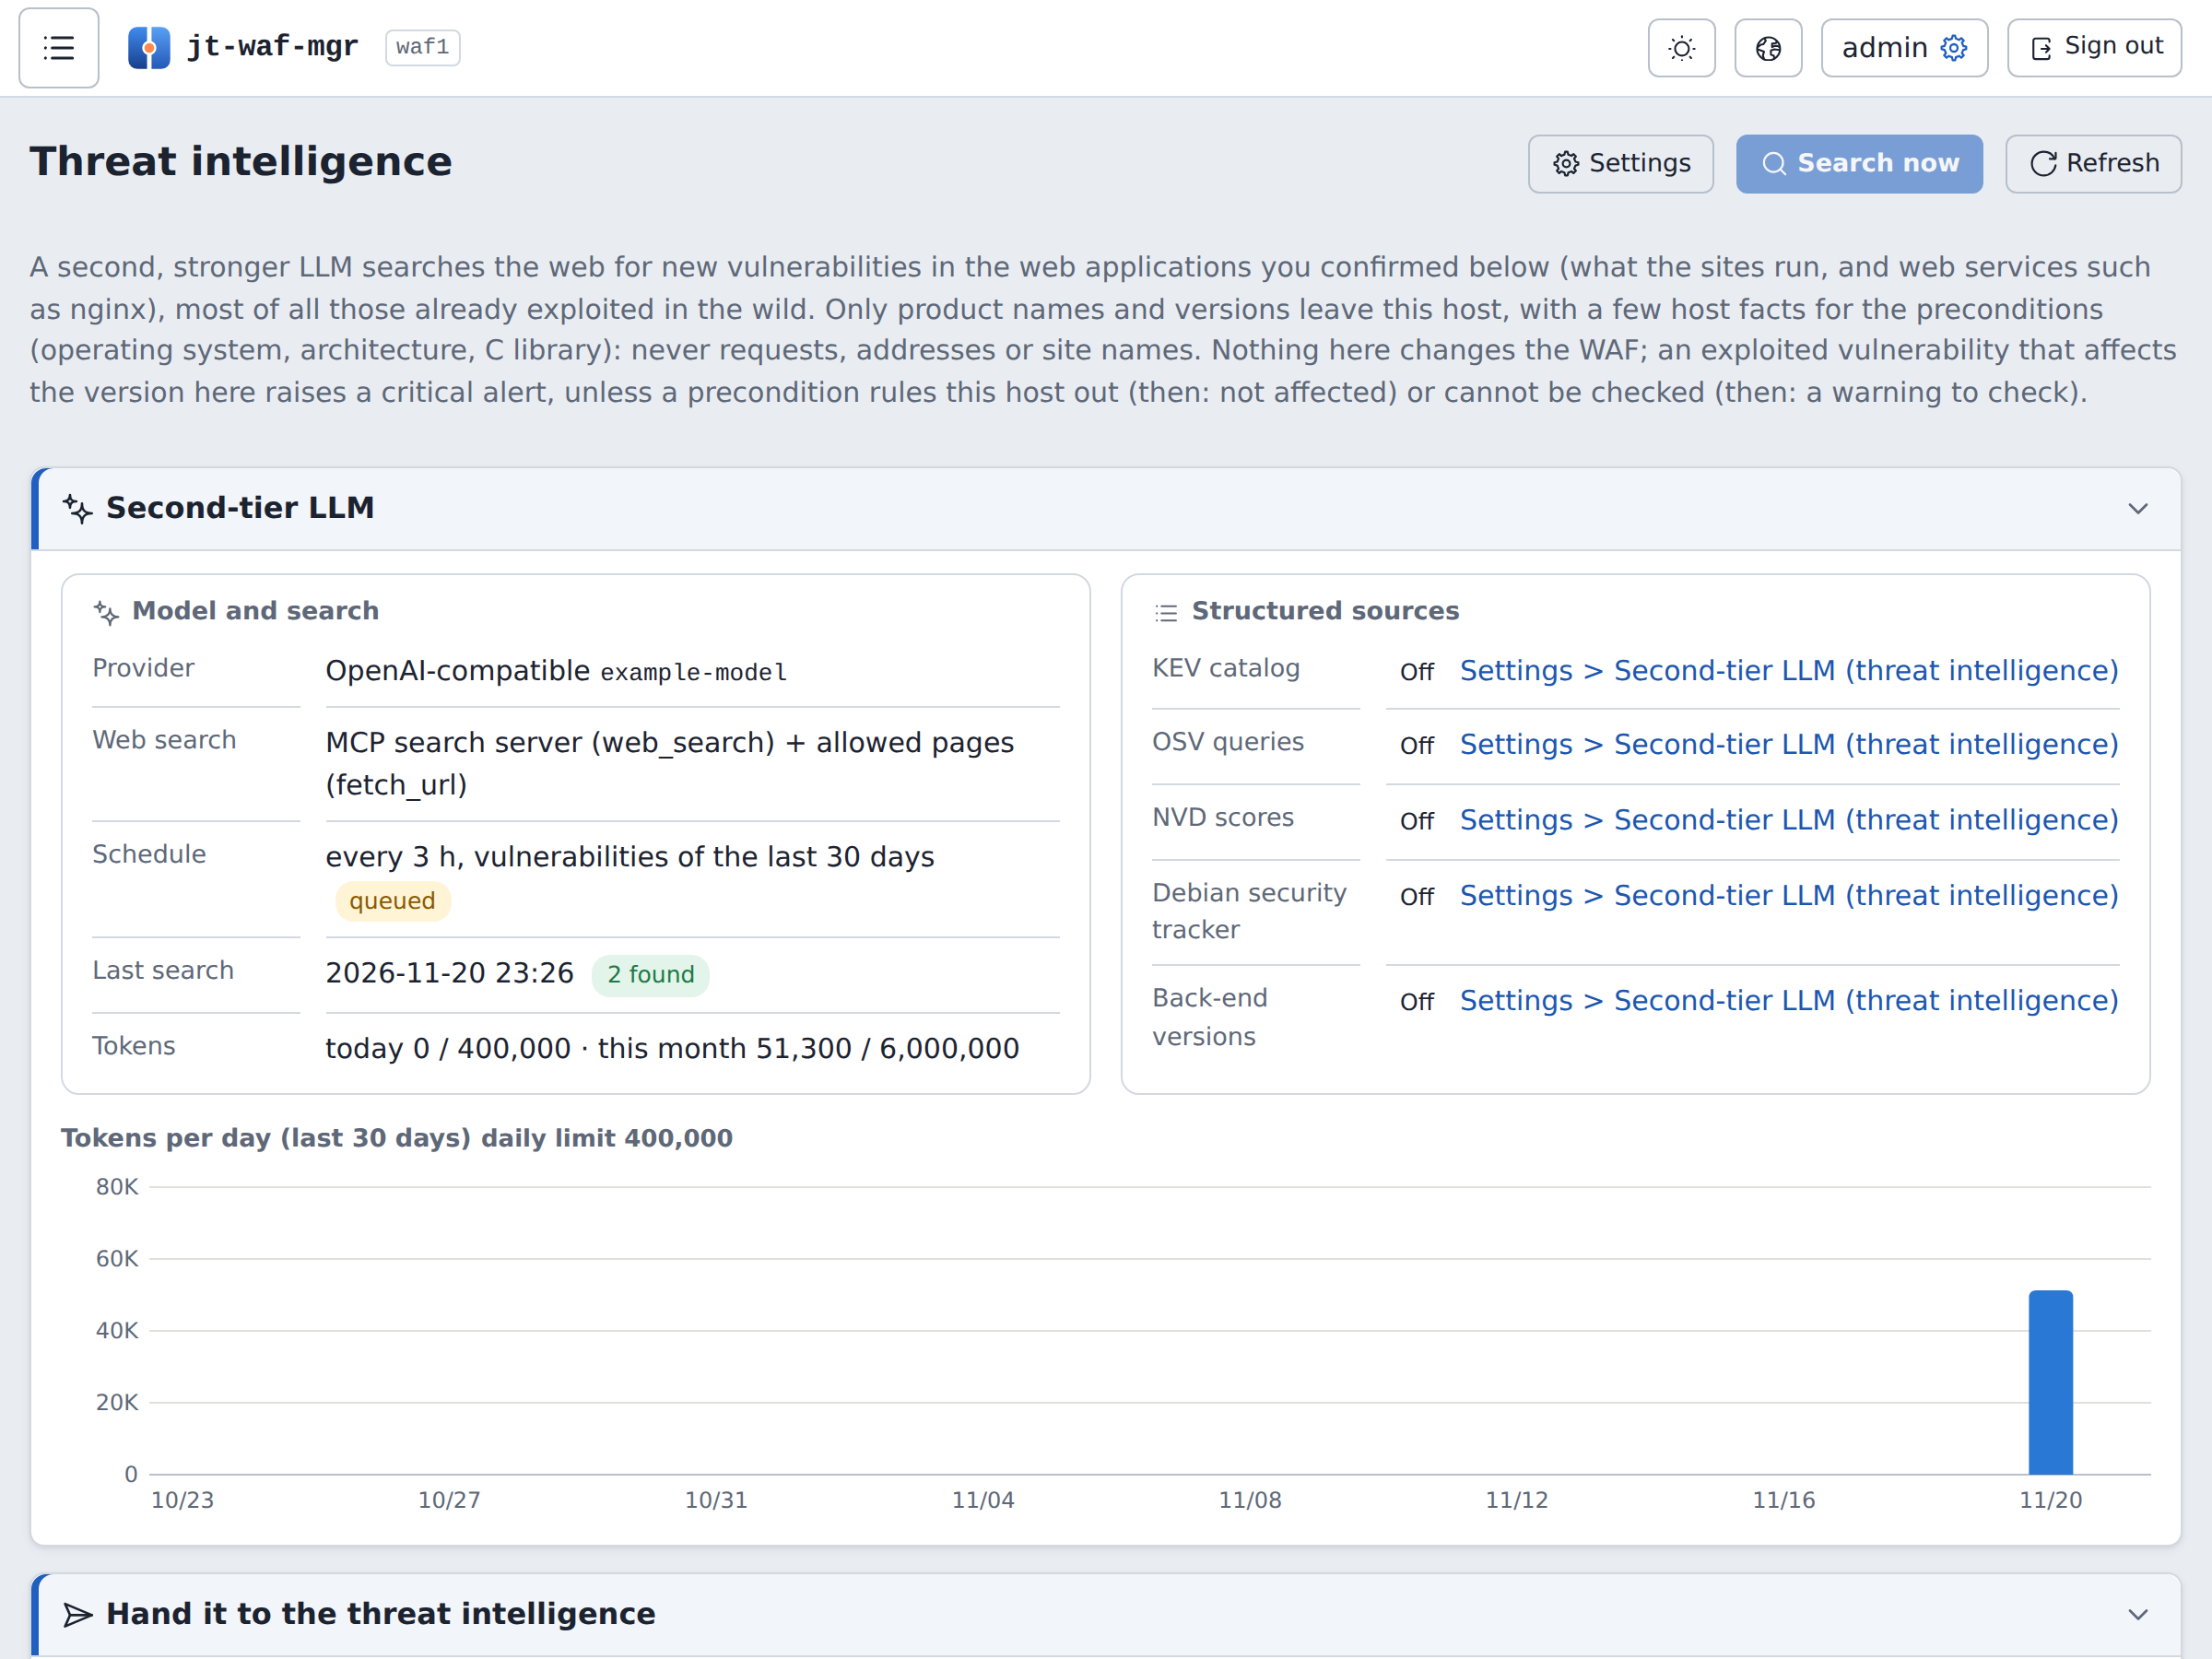 jt-waf-mgr waf1 admin Sign out
Threat intelligence Settings Search now Refresh
A second, stronger LLM searches the web for new vulnerabilities in the web applications you confirmed below (what the sites run, and web services such
as nginx), most of all those already exploited in the wild. Only product names and versions leave this host, with a few host facts for the preconditions
(operating system, architecture, C library): never requests, addresses or site names. Nothing here changes the WAF; an exploited vulnerability that affects
the version here raises a critical alert, unless a precondition rules this host out (then: not affected) or cannot be checked (then: a warning to check).
Second-tier LLM
Model and search
Provider OpenAI-compatible example-model
Web search MCP search server (web_search) + allowed pages
(fetch_url)
Schedule every 3 h, vulnerabilities of the last 30 days
queued
Last search 2026-11-20 23:26 2 found
Tokens today 0 / 400,000 · this month 51,300 / 6,000,000
Structured sources
KEV catalog Off Settings > Second-tier LLM (threat intelligence)
OSV queries Off Settings > Second-tier LLM (threat intelligence)
NVD scores Off Settings > Second-tier LLM (threat intelligence)
Debian security Off Settings > Second-tier LLM (threat intelligence)
tracker
Back-end Off Settings > Second-tier LLM (threat intelligence)
versions
Tokens per day (last 30 days) daily limit 400,000
80K
60K
40K
20K
0
10/23 10/27 10/31 11/04 11/08 11/12 11/16 11/20
Hand it to the threat intelligence